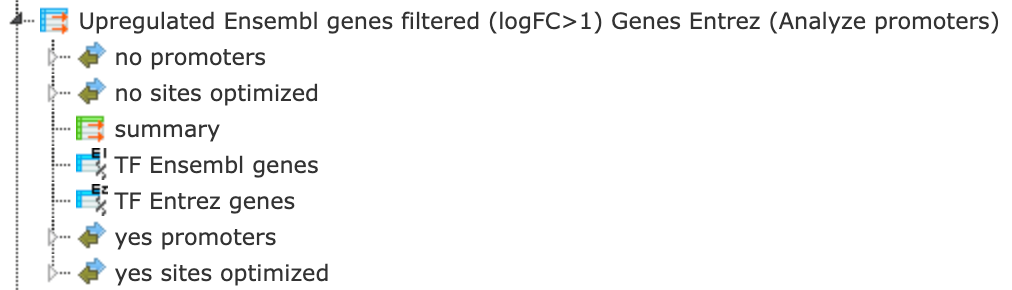 Upregulated Ensembl genes filtered (logFC>1) Genes Entrez (Analyze promoters)
no promoters
no sites optimized
summary
TF Ensembl genes
TF Entrez genes
yes promoters
yes sites optimized